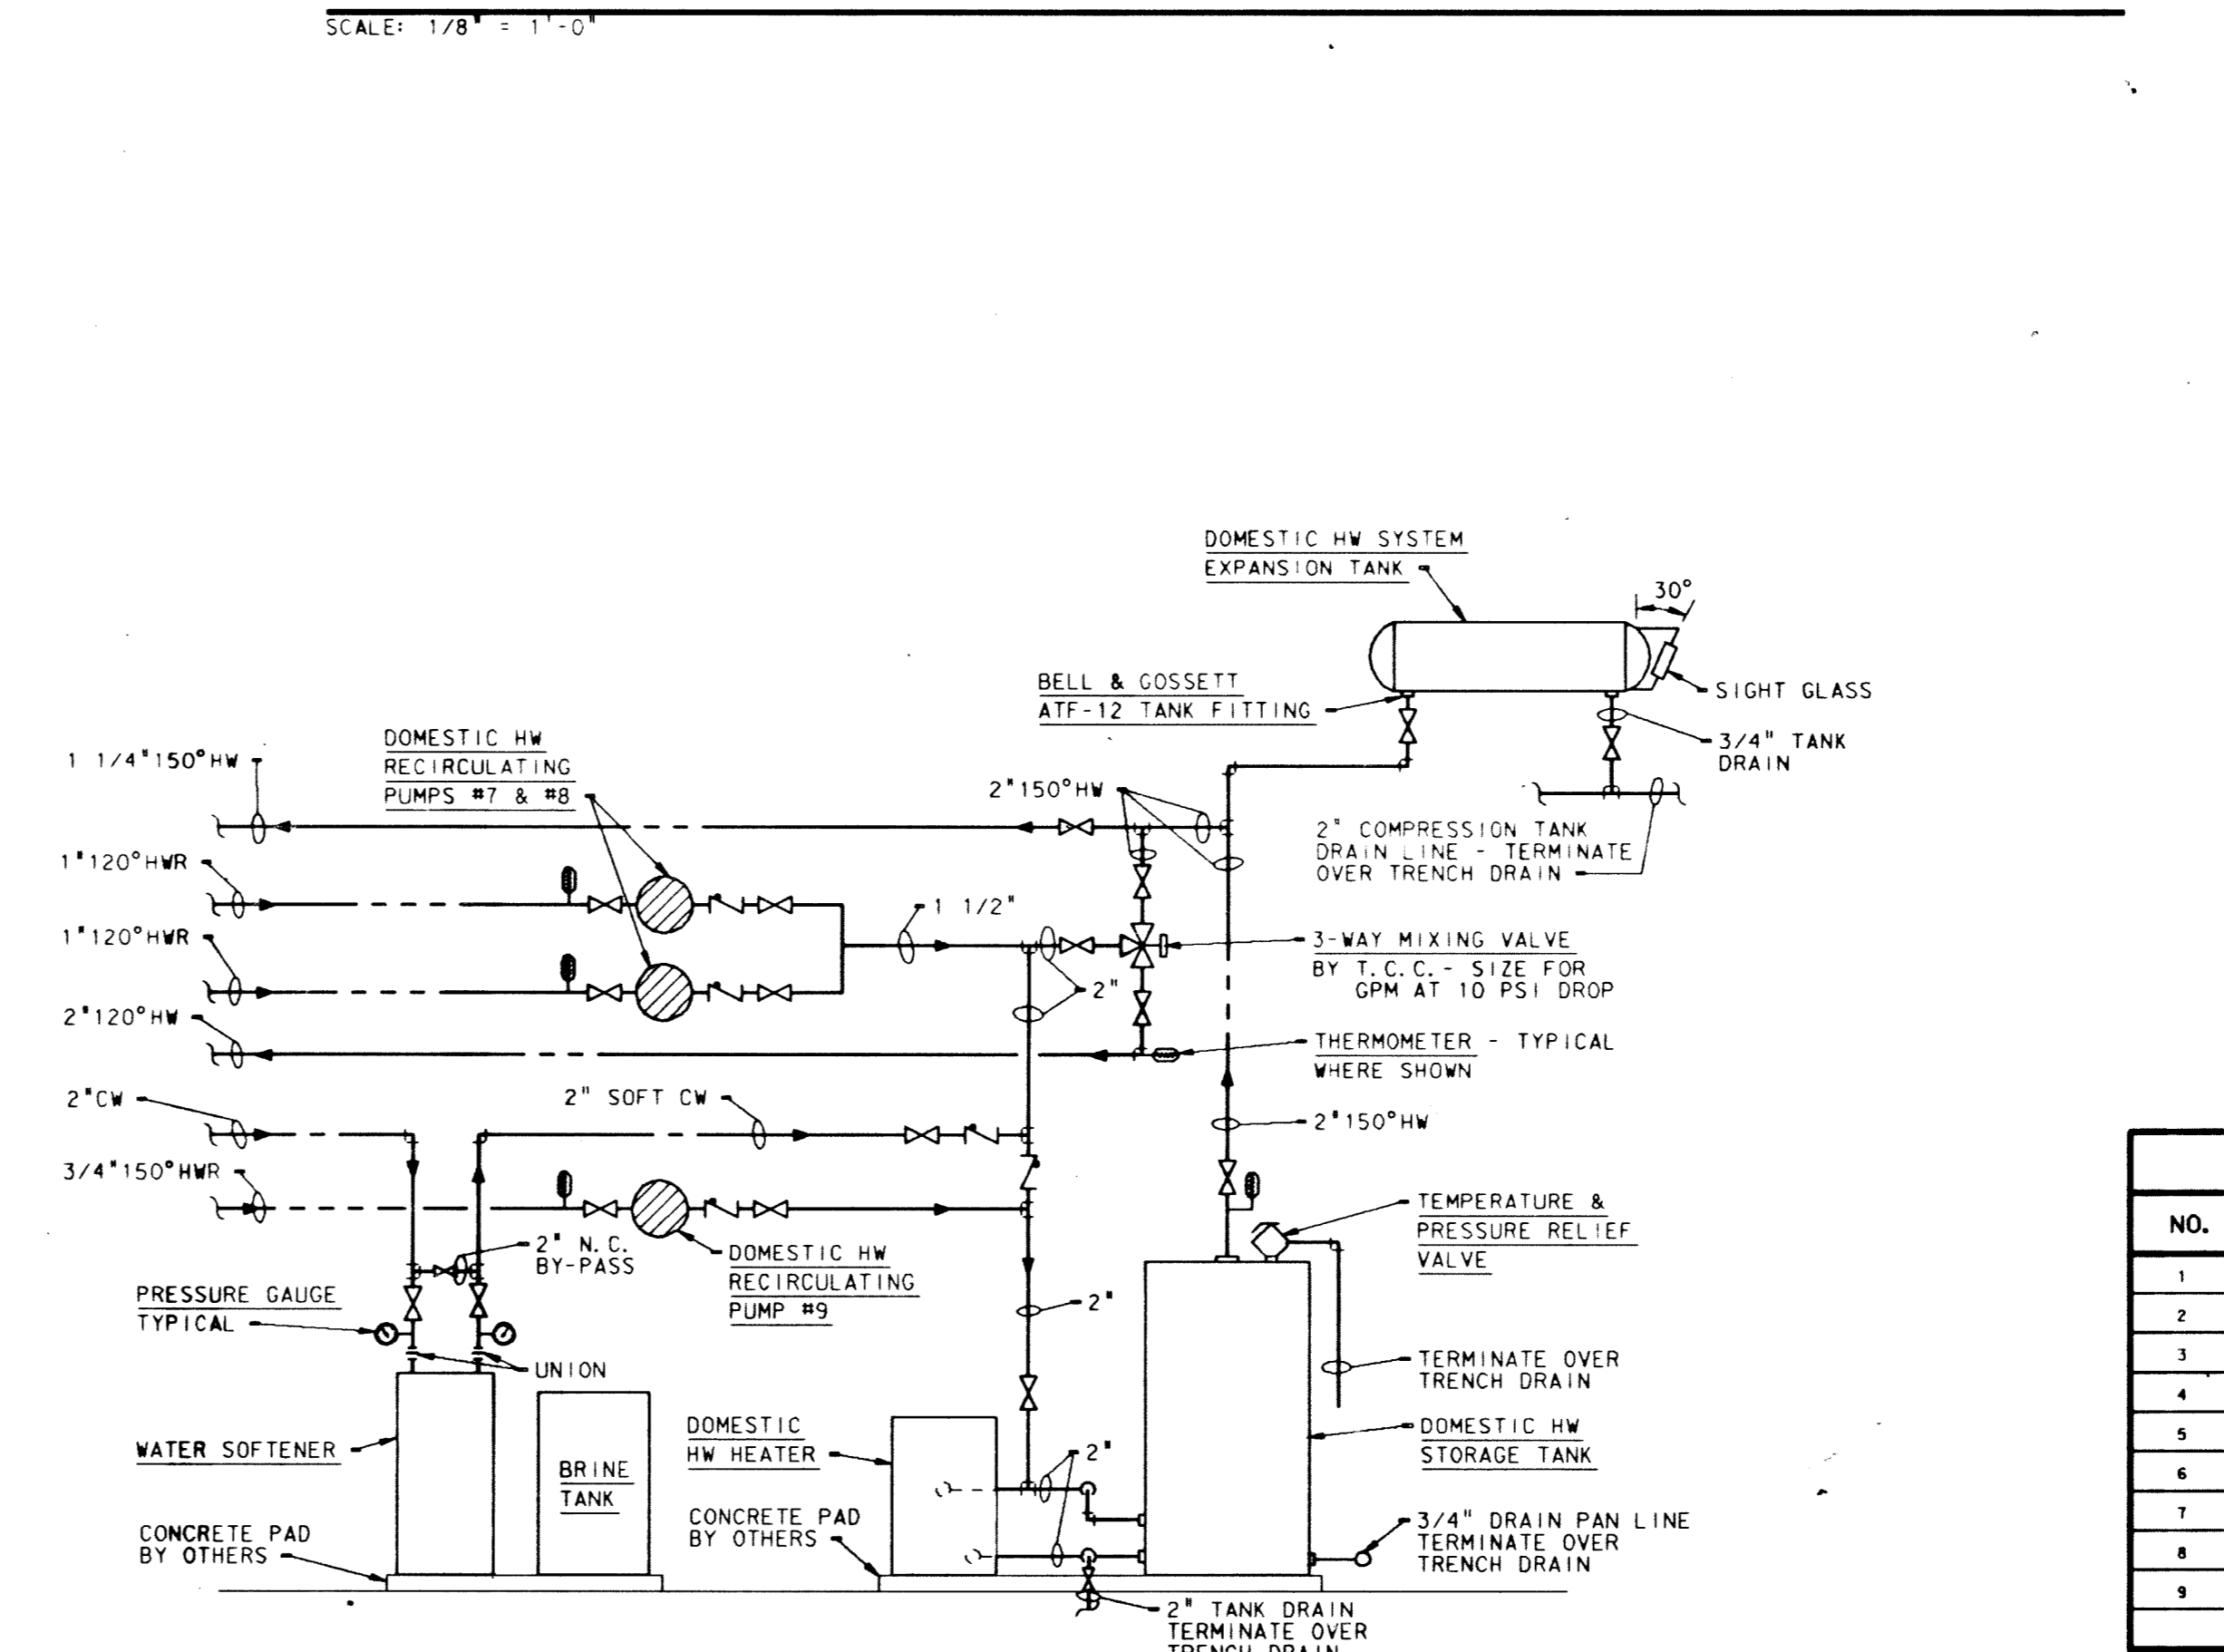 SCALE: 1/8" = 1'-0"
DOMESTIC HW SYSTEM
EXPANSION TANK
30°
BELL & GOSSETT
ATF-12 TANK FITTING
SIGHT GLASS
3/4" TANK
DRAIN
DOMESTIC HW
RECIRCULATING
PUMPS #7 & #8
1 1/4"150°HW
2"150°HW
2" COMPRESSION TANK
DRAIN LINE - TERMINATE
OVER TRENCH DRAIN
1"120°HWR
1 1/2"
1"120°HWR
3-WAY MIXING VALVE
BY T.C.C.- SIZE FOR
GPM AT 10 PSI DROP
2"
2"120°HW
THERMOMETER - TYPICAL
WHERE SHOWN
2"CW
2" SOFT CW
2"150°HW
3/4"150°HWR
TEMPERATURE &
PRESSURE RELIEF
VALVE
2" N.C.
BY-PASS
DOMESTIC HW
RECIRCULATING
PUMP #9
PRESSURE GAUGE
TYPICAL
2"
UNION
TERMINATE OVER
TRENCH DRAIN
WATER SOFTENER
BRINE
TANK
DOMESTIC
HW HEATER
2"
DOMESTIC HW
STORAGE TANK
CONCRETE PAD
BY OTHERS
CONCRETE PAD
BY OTHERS
3/4" DRAIN PAN LINE
TERMINATE OVER
TRENCH DRAIN
2" TANK DRAIN
TERMINATE OVER
TRENCH DRAIN
NO.
1
2
3
4
5
6
7
8
9